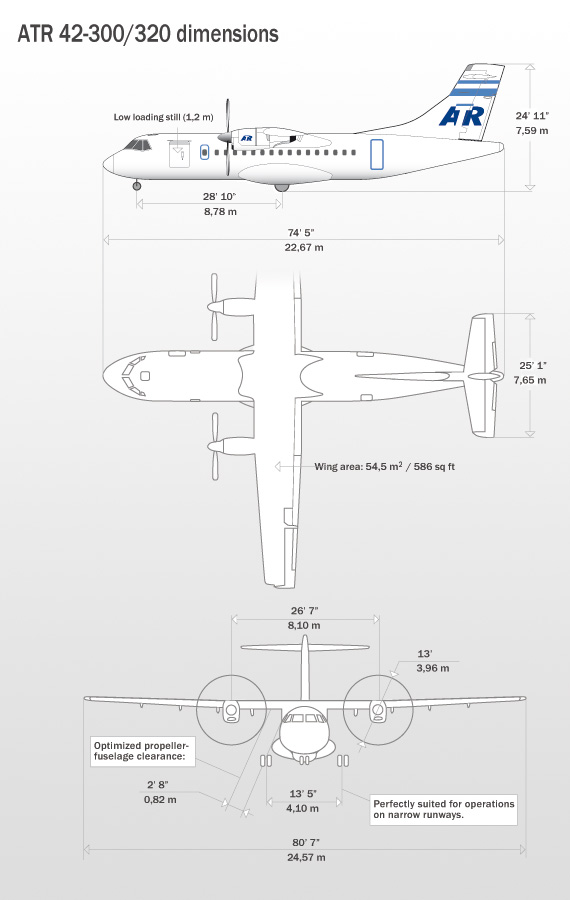 ATR 42-300/320 dimensions
Low loading still (1,2 m)
ATR
ATR
24' 11"
7,59 m
28' 10"
8,78 m
74' 5"
22,67 m
25' 1"
7,65 m
Wing area: 54,5 m² / 586 sq ft
26' 7"
8,10 m
13'
3,96 m
Optimized propeller-
fuselage clearance:
2' 8"
0,82 m
13' 5"
4,10 m
Perfectly suited for operations
on narrow runways.
80' 7"
24,57 m